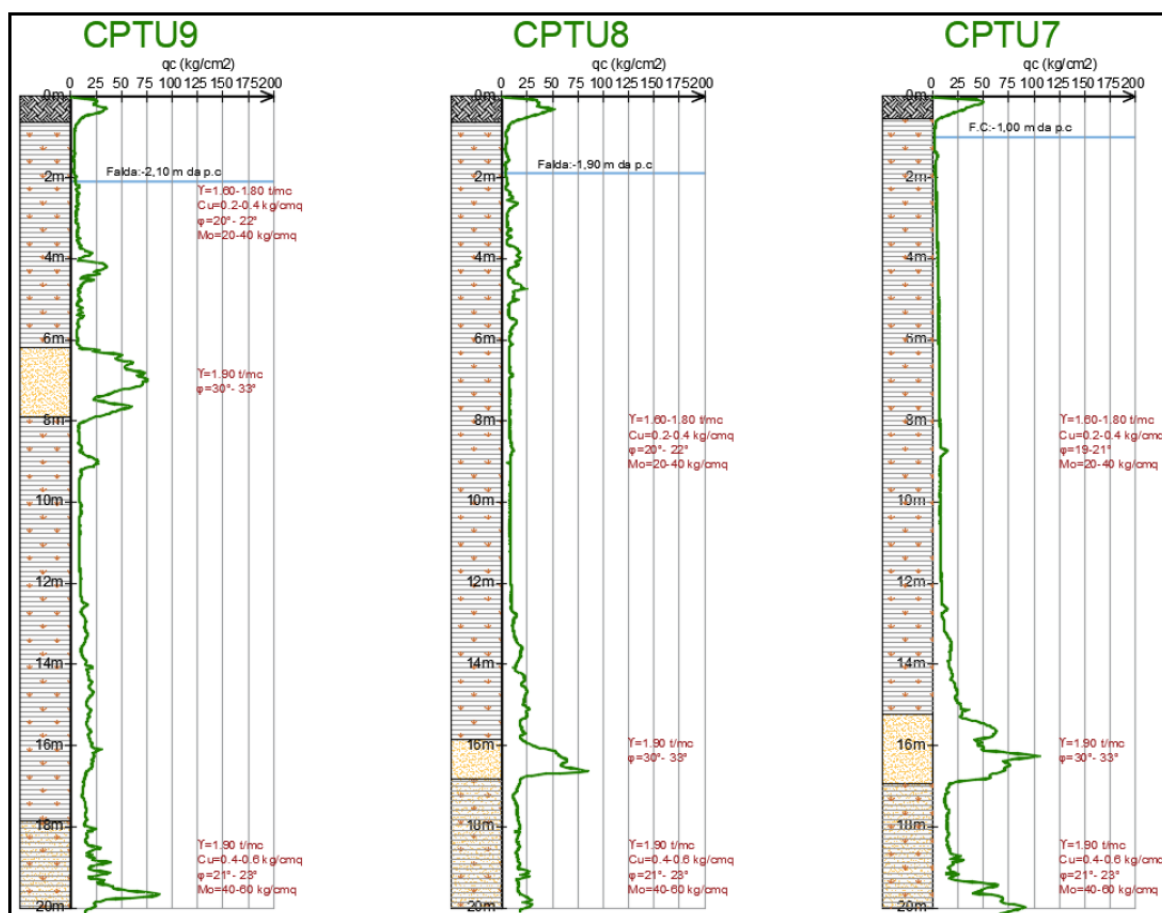 CPTU9
qc (kg/cm2)
0 25 50 75 100 125 150 175 200
0m
Falda:-2,10 m da p.c
2m
ϒ=1.60-1.80 t/mc
Cu=0.2-0.4 kg/cmq
φ=20°- 22°
Mo=20-40 kg/cmq
4m
6m
ϒ=1.90 t/mc
φ=30°- 33°
8m
10m
12m
14m
16m
18m
ϒ=1.90 t/mc
Cu=0.4-0.6 kg/cmq
φ=21°- 23°
Mo=40-60 kg/cmq
20m
CPTU8
qc (kg/cm2)
0 25 50 75 100 125 150 175 200
0m
Falda:-1,90 m da p.c
2m
4m
6m
8m
ϒ=1.60-1.80 t/mc
Cu=0.2-0.4 kg/cmq
φ=20°- 22°
Mo=20-40 kg/cmq
10m
12m
14m
16m
ϒ=1.90 t/mc
φ=30°- 33°
18m
ϒ=1.90 t/mc
Cu=0.4-0.6 kg/cmq
φ=21°- 23°
Mo=40-60 kg/cmq
20m
CPTU7
qc (kg/cm2)
0 25 50 75 100 125 150 175 200
0m
F.C:-1,00 m da p.c
2m
4m
6m
8m
ϒ=1.60-1.80 t/mc
Cu=0.2-0.4 kg/cmq
φ=19-21°
Mo=20-40 kg/cmq
10m
12m
14m
16m
ϒ=1.90 t/mc
φ=30°- 33°
18m
ϒ=1.90 t/mc
Cu=0.4-0.6 kg/cmq
φ=21°- 23°
Mo=40-60 kg/cmq
20m